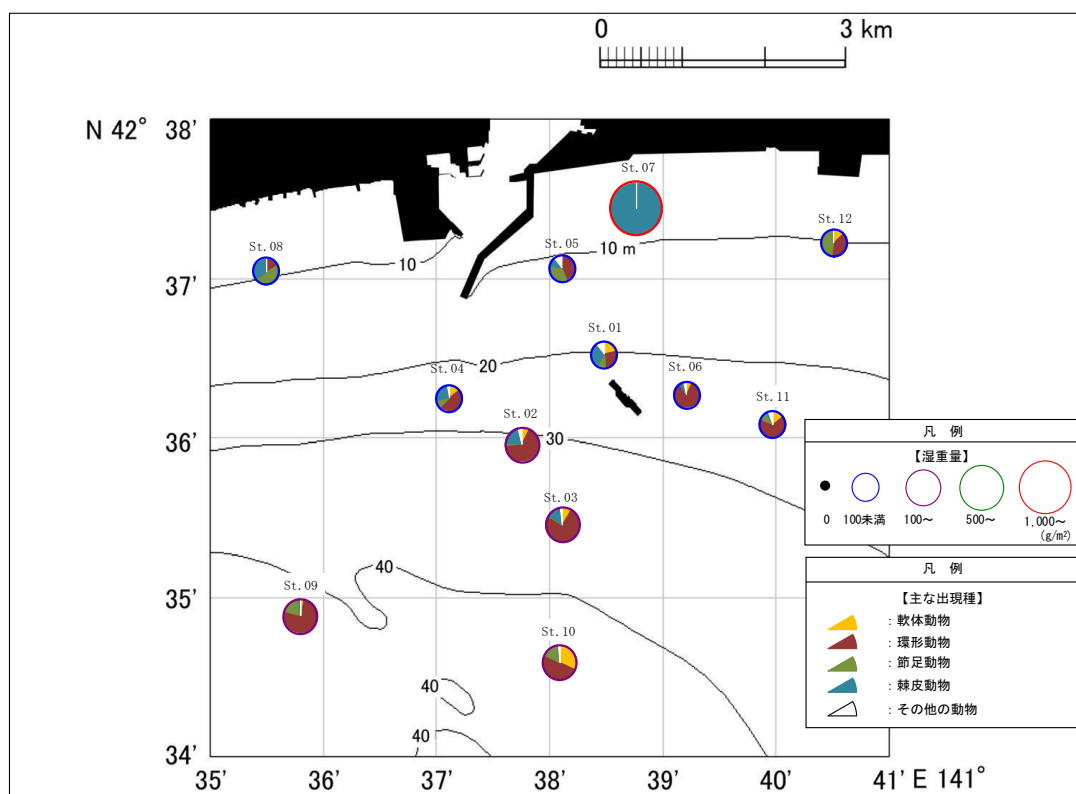 0 3 km
N 42° 38'
St.07
St.12
St.08
St.05
10 m
10
37'
St.01
20
St.04
St.06
St.11
St.02
36'
30
凡 例
【湿重量】
St.03
0 100未満 100～ 500～ 1,000～
(g/m²)
40
凡 例
St.09
35'
【主な出現種】
：軟体動物
St.10
：環形動物
：節足動物
40
：棘皮動物
：その他の動物
40
34'
35' 36' 37' 38' 39' 40' 41' E 141°